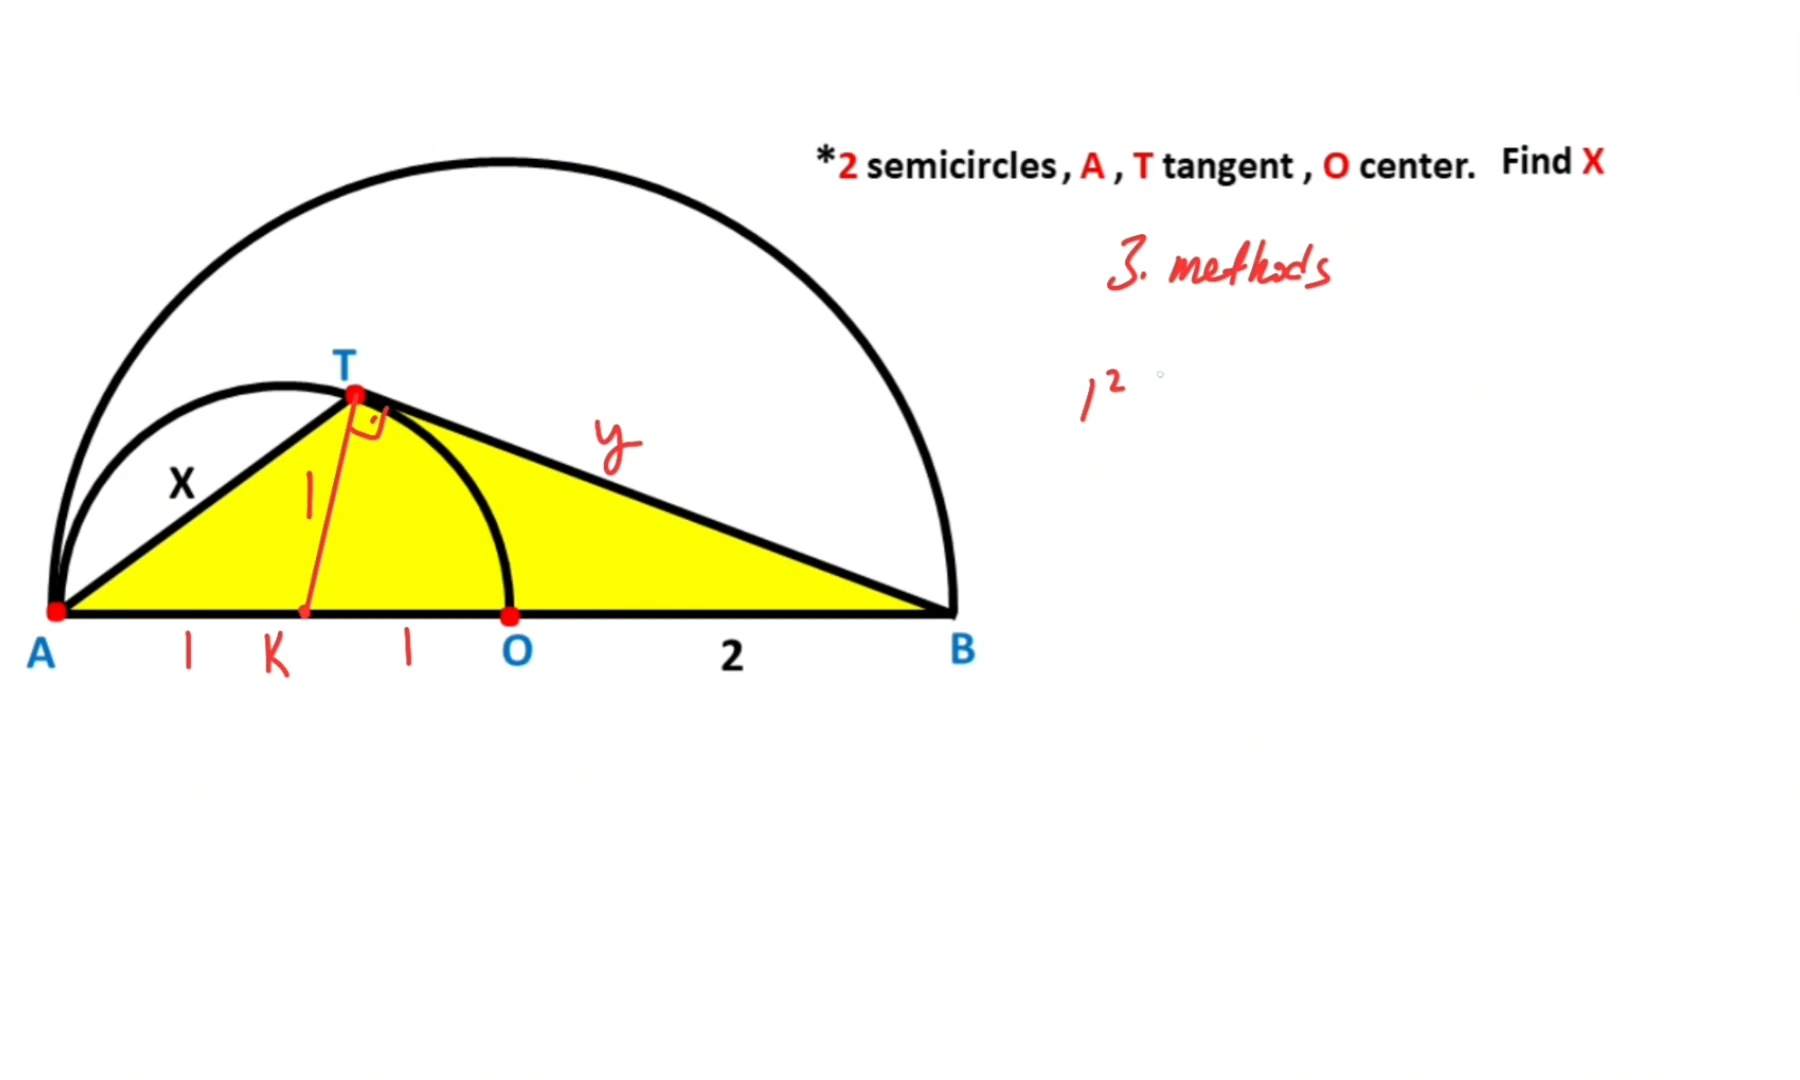 *2 semicircles, A, T tangent, O center. Find X
3. methods
T
1²
y
X
1
A
1
K
1
O
2
B